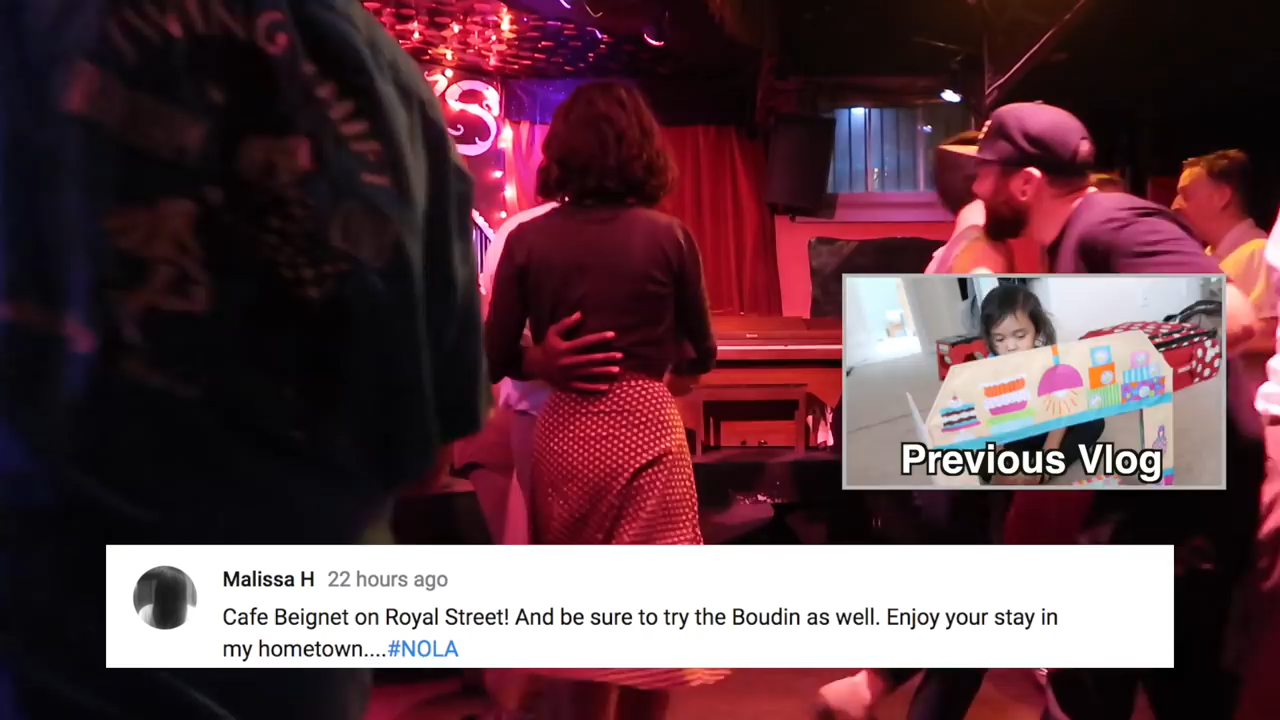 Previous Vlog
Malissa H 22 hours ago
Cafe Beignet on Royal Street! And be sure to try the Boudin as well. Enjoy your stay in
my hometown....#NOLA